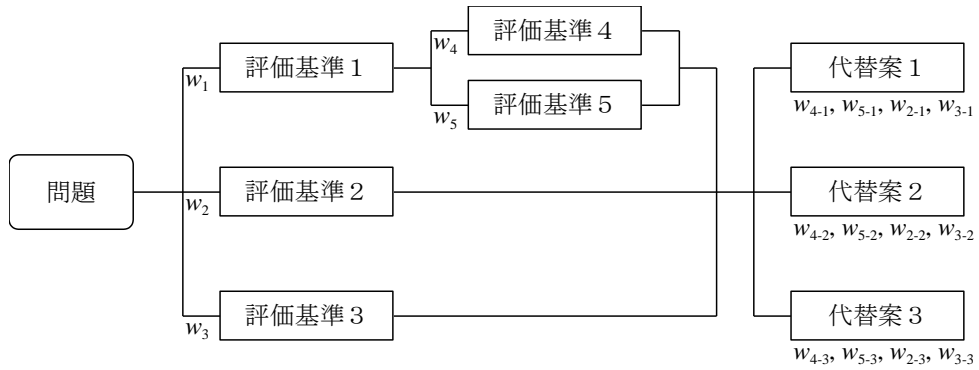 問題
w1
評価基準１
w2
評価基準２
w3
評価基準３
w4
評価基準４
w5
評価基準５
代替案１
w4-1, w5-1, w2-1, w3-1
代替案２
w4-2, w5-2, w2-2, w3-2
代替案３
w4-3, w5-3, w2-3, w3-3